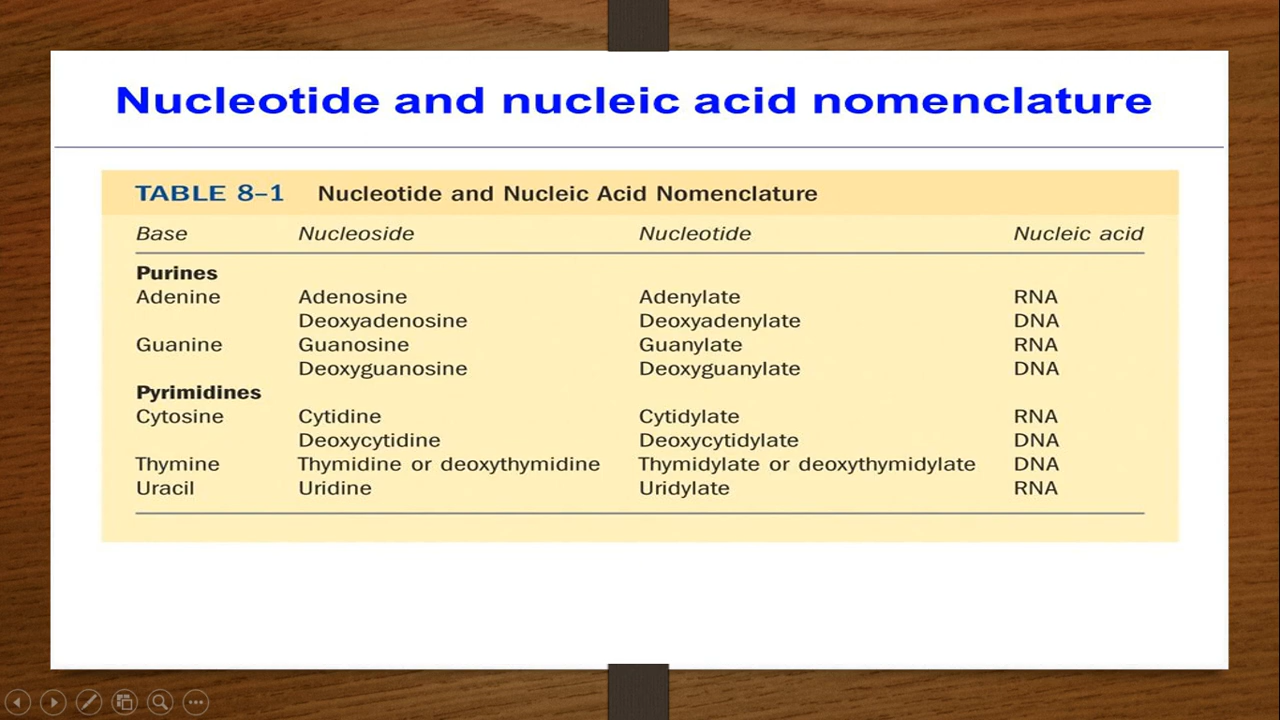 Nucleotide and nucleic acid nomenclature
TABLE 8–1 Nucleotide and Nucleic Acid Nomenclature
Base Nucleoside Nucleotide Nucleic acid
Purines
Adenine Adenosine Adenylate RNA
Deoxyadenosine Deoxyadenylate DNA
Guanine Guanosine Guanylate RNA
Deoxyguanosine Deoxyguanylate DNA
Pyrimidines
Cytosine Cytidine Cytidylate RNA
Deoxycytidine Deoxycytidylate DNA
Thymine Thymidine or deoxythymidine Thymidylate or deoxythymidylate DNA
Uracil Uridine Uridylate RNA